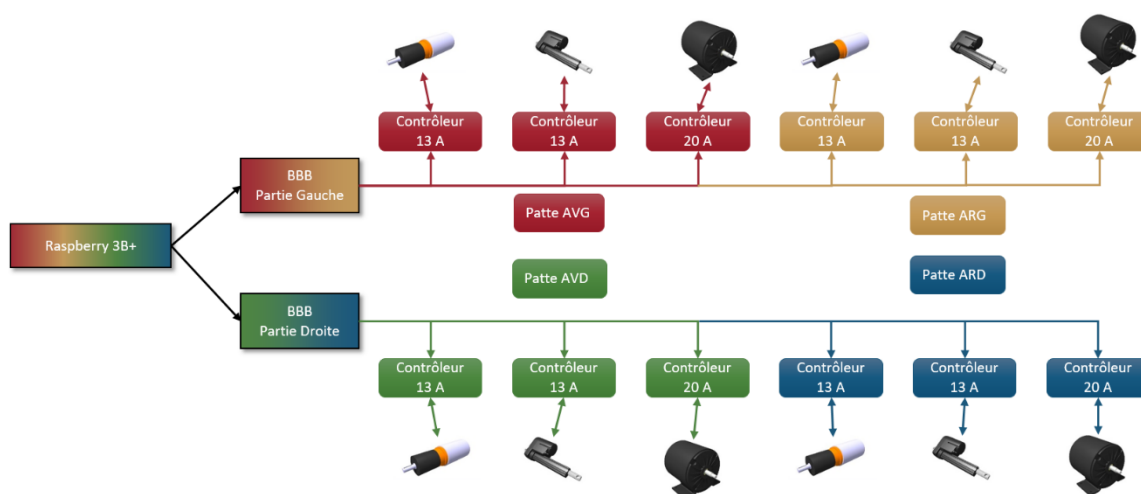 Contrôleur
13 A
Contrôleur
13 A
Contrôleur
20 A
Contrôleur
13 A
Contrôleur
13 A
Contrôleur
20 A
BBB
Partie Gauche
Patte AVG
Patte ARG
Raspberry 3B+
Patte AVD
Patte ARD
BBB
Partie Droite
Contrôleur
13 A
Contrôleur
13 A
Contrôleur
20 A
Contrôleur
13 A
Contrôleur
13 A
Contrôleur
20 A